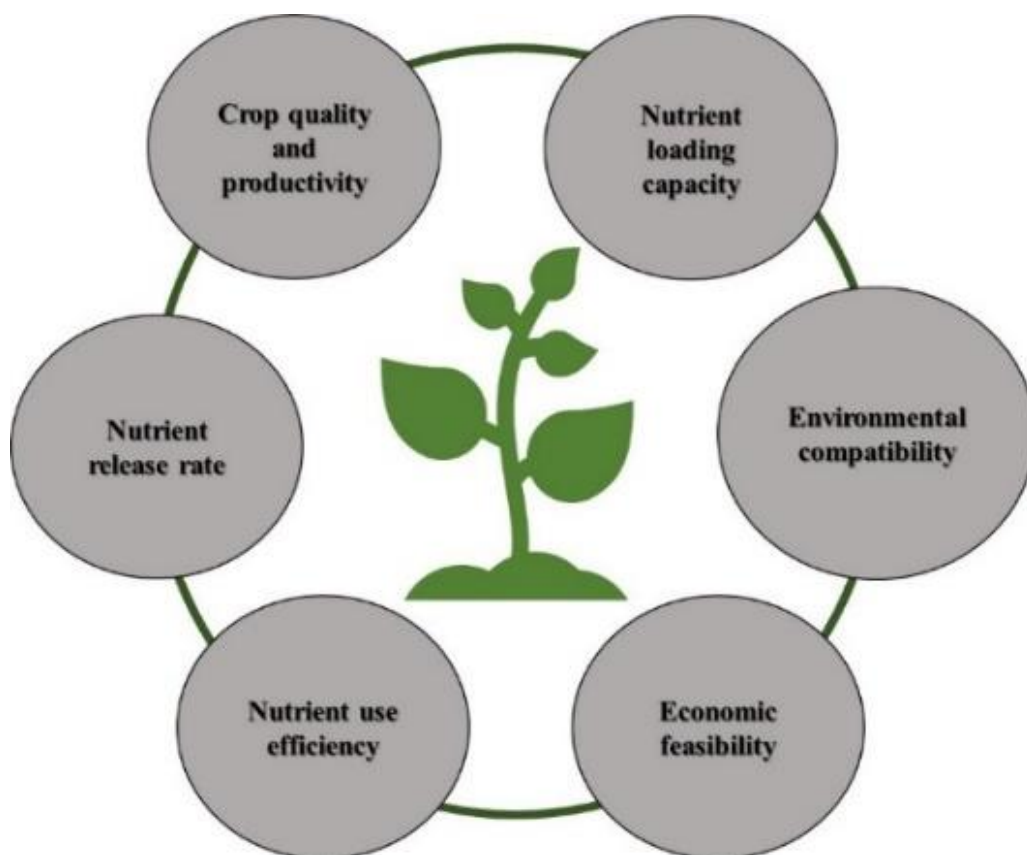 Crop quality
and
productivity
Nutrient
loading
capacity
Environmental
compatibility
Economic
feasibility
Nutrient use
efficiency
Nutrient
release rate